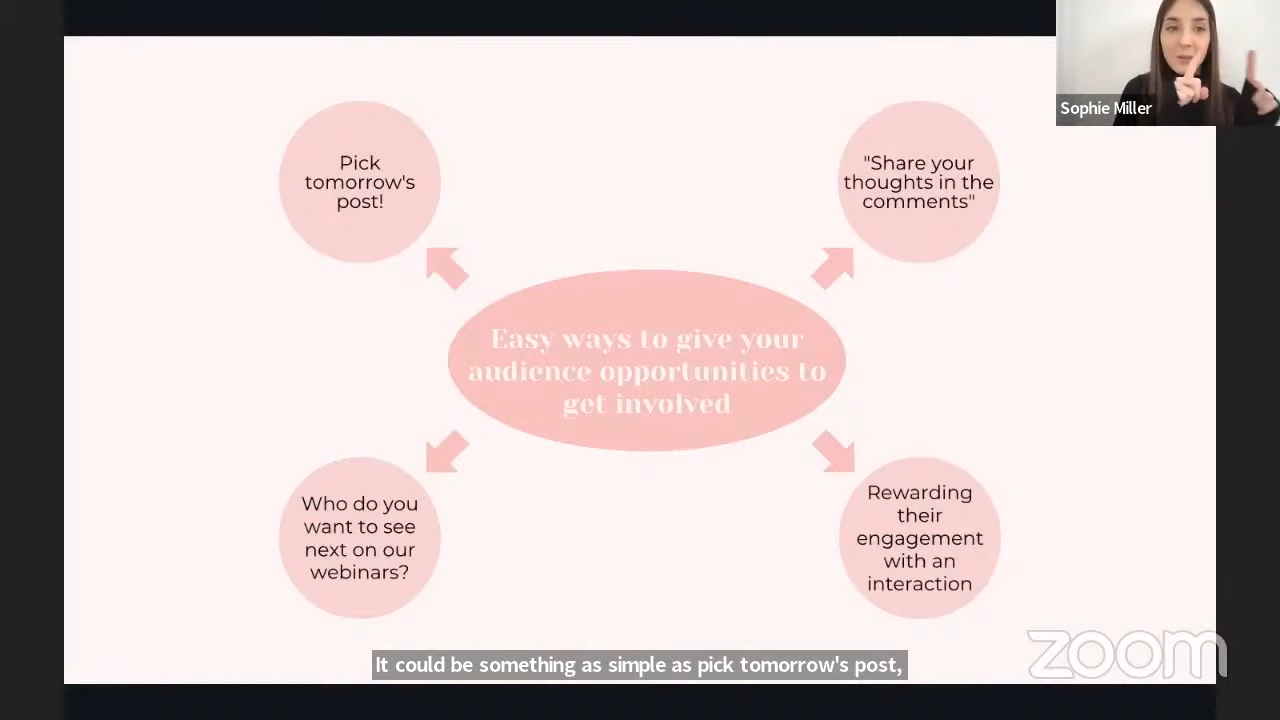 Sophie Miller
Pick
tomorrow's
post!
"Share your
thoughts in the
comments"
Easy ways to give your
audience opportunities to
get involved
Who do you
want to see
next on our
webinars?
Rewarding
their
engagement
with an
interaction
It could be something as simple as pick tomorrow's post,
zoom